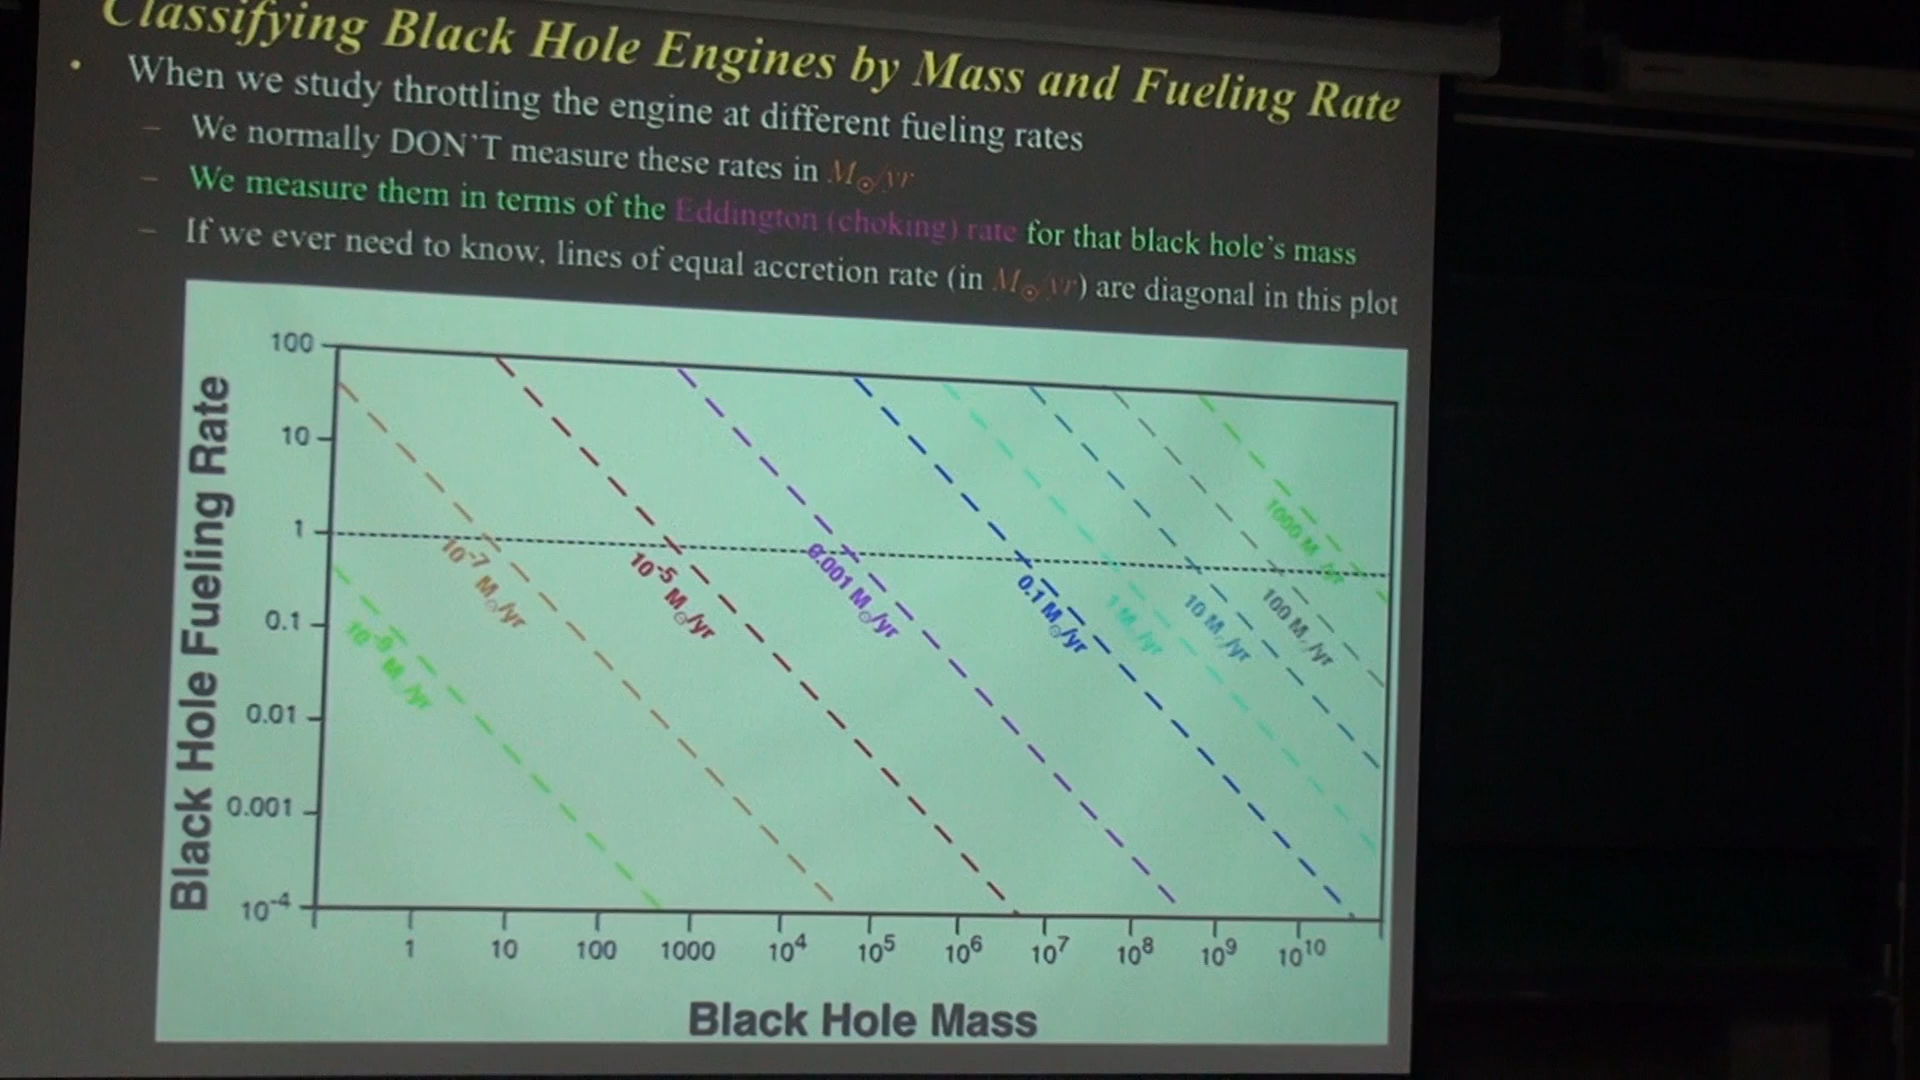 Classifying Black Hole Engines by Mass and Fueling Rate
• When we study throttling the engine at different fueling rates
– We normally DON'T measure these rates in M☉/yr
– We measure them in terms of the Eddington (choking) rate for that black hole's mass
– If we ever need to know, lines of equal accretion rate (in M☉/yr) are diagonal in this plot
Black Hole Fueling Rate
100
10
1
0.1
0.01
0.001
10⁻⁴
10⁻⁹ M☉/yr
10⁻⁷ M☉/yr
10⁻⁵ M☉/yr
0.001 M☉/yr
0.1 M☉/yr
1 M☉/yr
10 M☉/yr
100 M☉/yr
1000 M☉/yr
1 10 100 1000 10⁴ 10⁵ 10⁶ 10⁷ 10⁸ 10⁹ 10¹⁰
Black Hole Mass